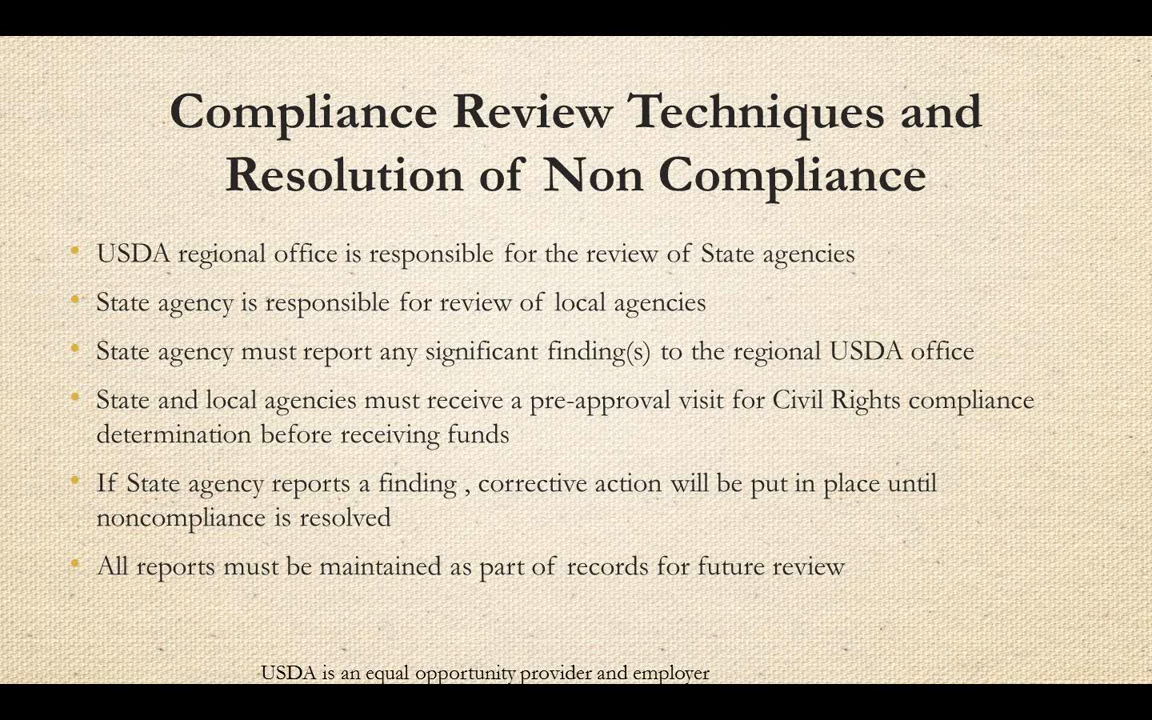 Compliance Review Techniques and
Resolution of Non Compliance
• USDA regional office is responsible for the review of State agencies
• State agency is responsible for review of local agencies
• State agency must report any significant finding(s) to the regional USDA office
• State and local agencies must receive a pre-approval visit for Civil Rights compliance
determination before receiving funds
• If State agency reports a finding , corrective action will be put in place until
noncompliance is resolved
• All reports must be maintained as part of records for future review
USDA is an equal opportunity provider and employer